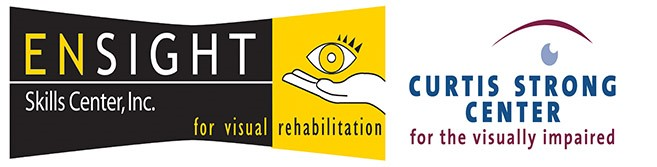 ENSIGHT
Skills Center, Inc.
for visual rehabilitation
CURTIS STRONG
CENTER
for the visually impaired